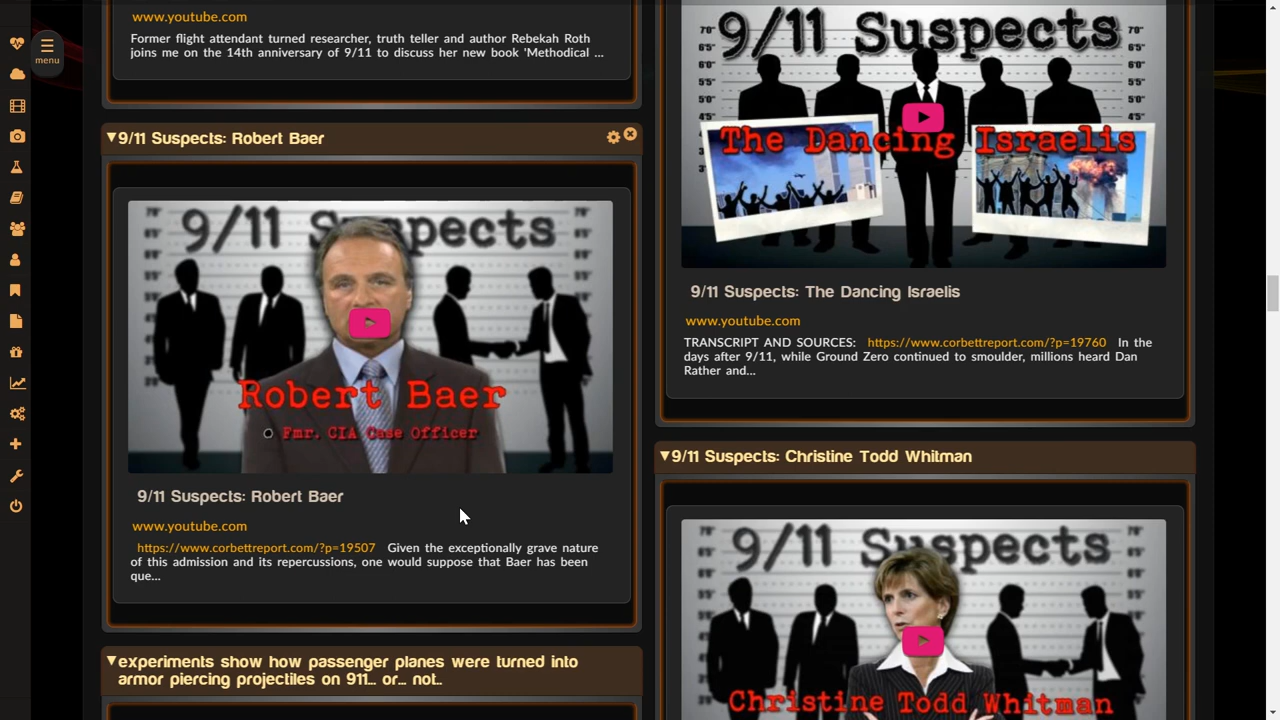 menu
www.youtube.com
Former flight attendant turned researcher, truth teller and author Rebekah Roth
joins me on the 14th anniversary of 9/11 to discuss her new book 'Methodical ...
▼9/11 Suspects: Robert Baer
9/11 Suspects
Robert Baer
Fmr. CIA Case Officer
9/11 Suspects: Robert Baer
www.youtube.com
https://www.corbettreport.com/?p=19507 Given the exceptionally grave nature
of this admission and its repercussions, one would suppose that Baer has been
que...
▼experiments show how passenger planes were turned into
armor piercing projectiles on 911... or... not..
9/11 Suspects
The Dancing Israelis
9/11 Suspects: The Dancing Israelis
www.youtube.com
TRANSCRIPT AND SOURCES: https://www.corbettreport.com/?p=19760 In the
days after 9/11, while Ground Zero continued to smoulder, millions heard Dan
Rather and...
▼9/11 Suspects: Christine Todd Whitman
9/11 Suspects
Christine Todd Whitman